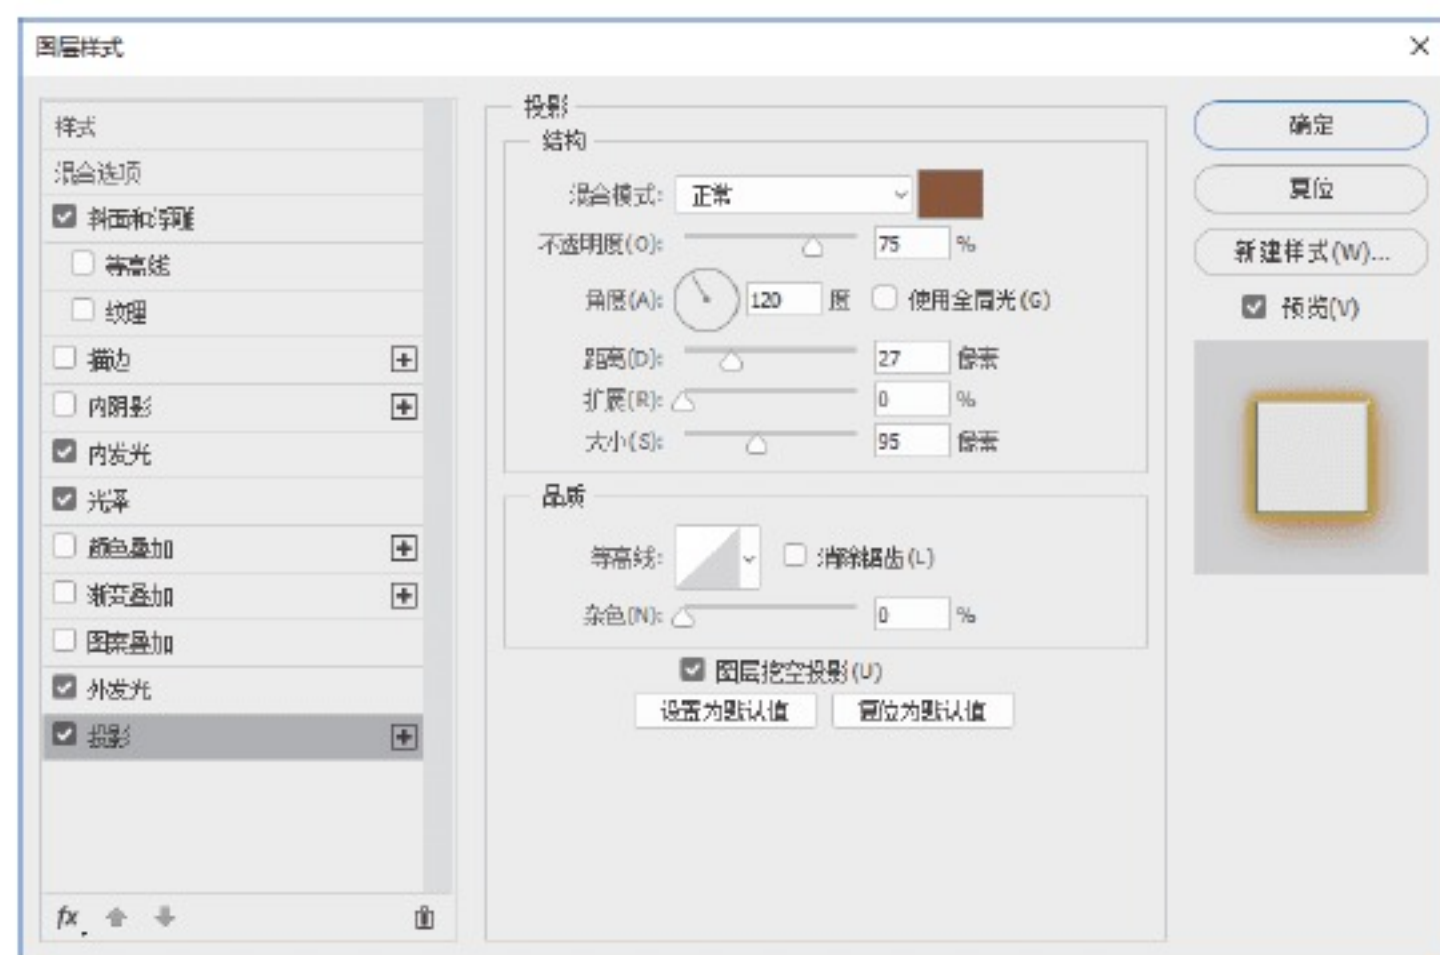 图层样式
样式
混合选项
斜面和浮雕
等高线
纹理
描边
内阴影
内发光
光泽
颜色叠加
渐变叠加
图案叠加
外发光
投影
fx
投影
结构
混合模式: 正常
不透明度(O): 75 %
角度(A): 120 度 使用全局光(G)
距离(D): 27 像素
扩展(R): 0 %
大小(S): 95 像素
品质
等高线: 消除锯齿(L)
杂色(N): 0 %
图层挖空投影(U)
设置为默认值 复位为默认值
确定
复位
新建样式(W)...
预览(V)